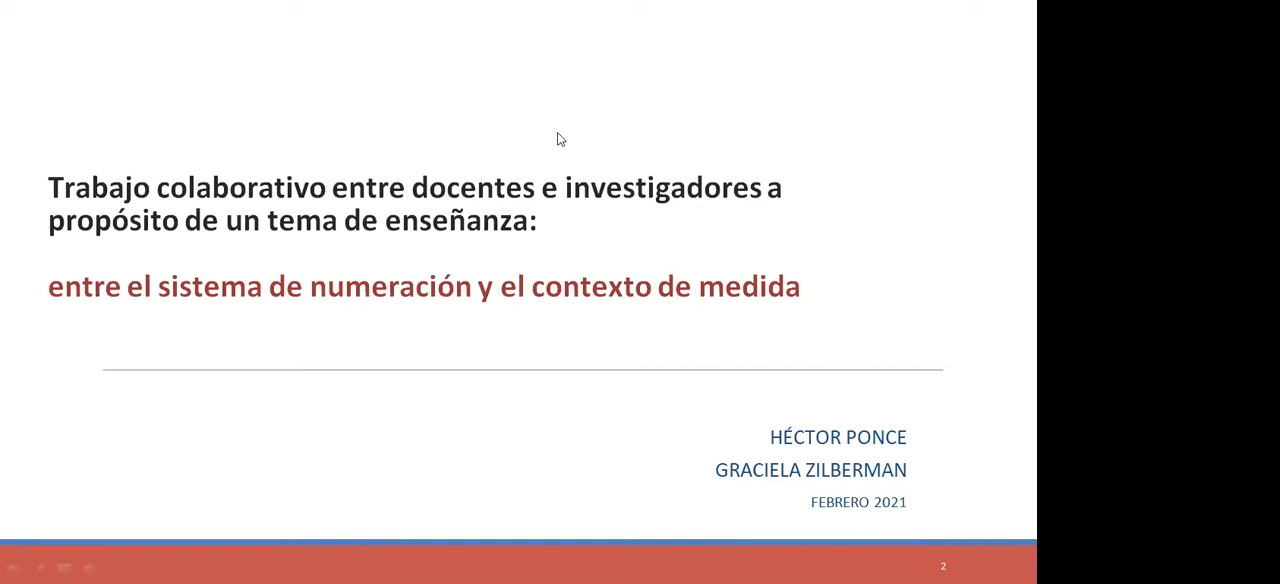 Trabajo colaborativo entre docentes e investigadores a
propósito de un tema de enseñanza:
entre el sistema de numeración y el contexto de medida
HÉCTOR PONCE
GRACIELA ZILBERMAN
FEBRERO 2021
2